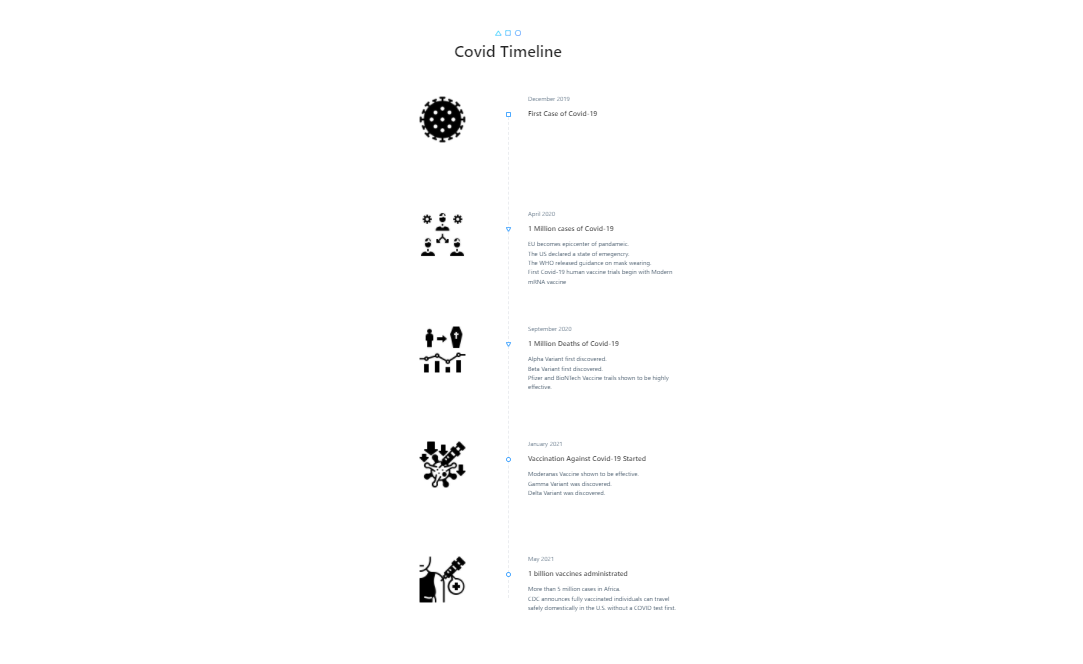 Covid Timeline
December 2019
First Case of Covid-19
April 2020
1 Million cases of Covid-19
EU becomes epiccenter of pandameis.
The US declared a state of emegency.
The WHO released guidance on mask wearing.
First Covid-19 human vaccine trials begin with Modern
mRNA vaccine
September 2020
1 Million Deaths of Covid-19
Alpha Variant first discovered.
Beta Variant first discovered.
Pfizer and BioNTech Vaccine trails shown to be highly
effective.
January 2021
Vaccination Against Covid-19 Started
Modernas Vaccine shown to be effective.
Gamma Variant was discovered.
Delta Variant was discovered.
May 2021
1 billion vaccines administrated
More than 5 million cases in Africa.
CDC announces fully vaccinated individuals can travel
safely domestically in the U.S. without a COVID test first.